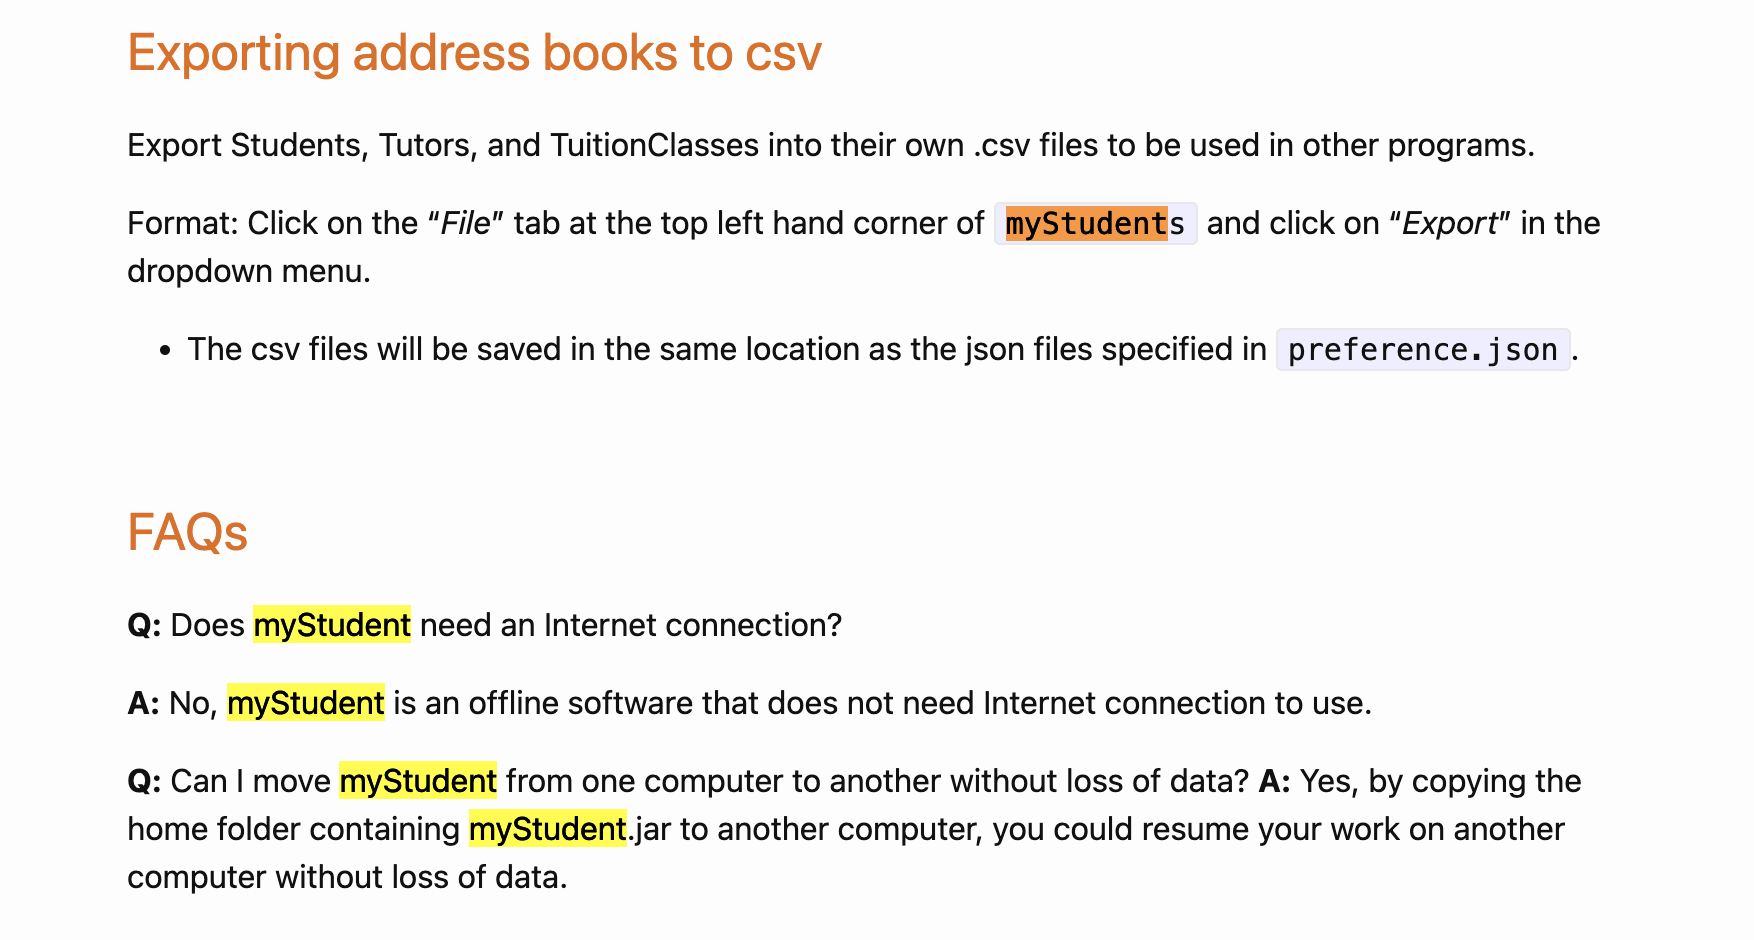 Exporting address books to csv
Export Students, Tutors, and TuitionClasses into their own .csv files to be used in other programs.
Format: Click on the “File” tab at the top left hand corner of myStudents and click on “Export” in the
dropdown menu.
• The csv files will be saved in the same location as the json files specified in preference.json.
FAQs
Q: Does myStudent need an Internet connection?
A: No, myStudent is an offline software that does not need Internet connection to use.
Q: Can I move myStudent from one computer to another without loss of data? A: Yes, by copying the
home folder containing myStudent.jar to another computer, you could resume your work on another
computer without loss of data.